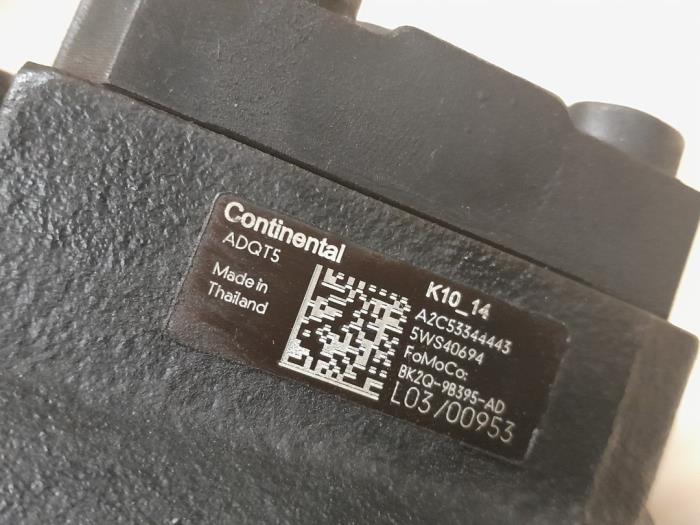 Continental
ADQT5
Made in
Thailand
K10_14
A2C53344443
5WS40694
FoMoCo:
BK2Q-9B395-AD
L03/00953